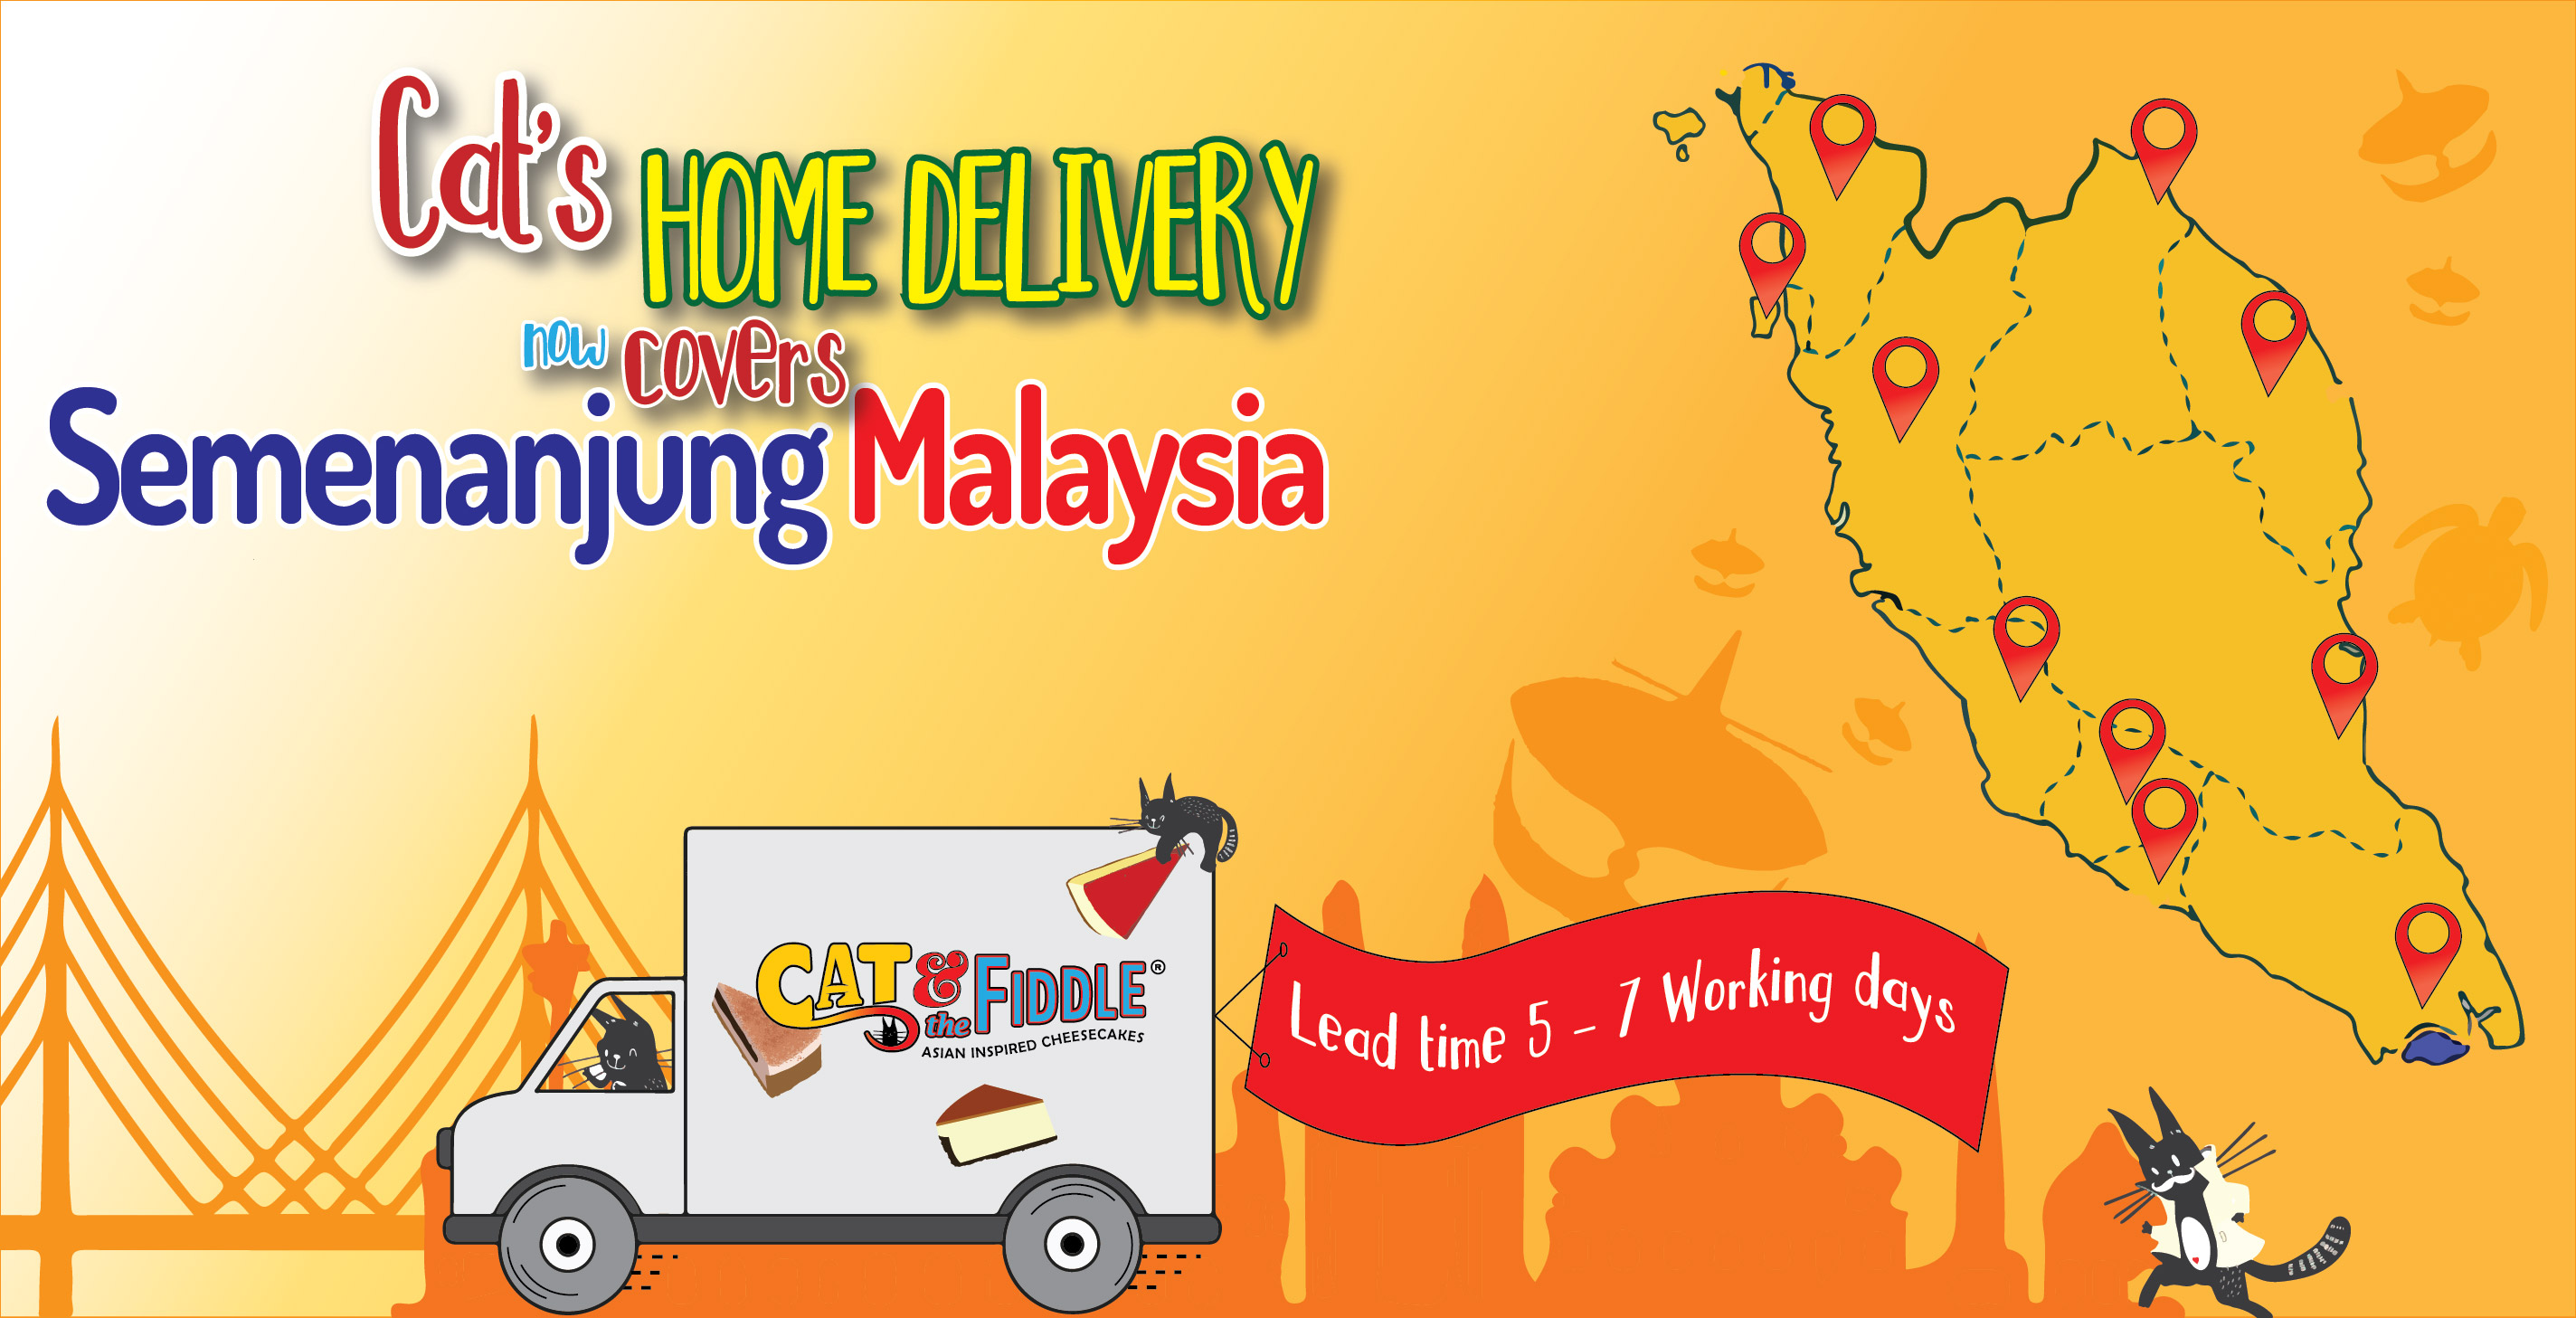 Cat's HOME DELIVERY
now covers
Semenanjung Malaysia
CAT & the FIDDLE®
ASIAN INSPIRED CHEESECAKES
Lead time 5 - 7 Working days